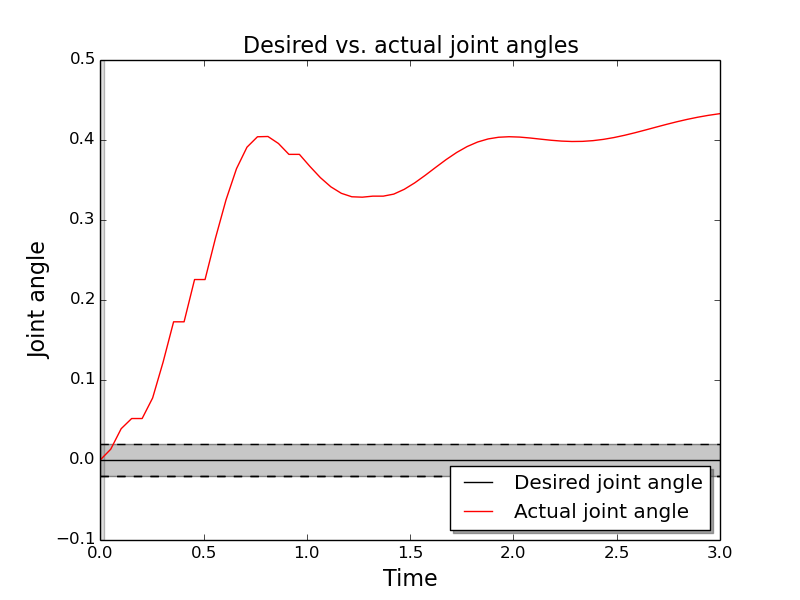 Desired vs. actual joint angles
0.5
0.4
0.3
0.2
0.1
0.0
−0.1
Joint angle
Desired joint angle
Actual joint angle
0.0 0.5 1.0 1.5 2.0 2.5 3.0
Time